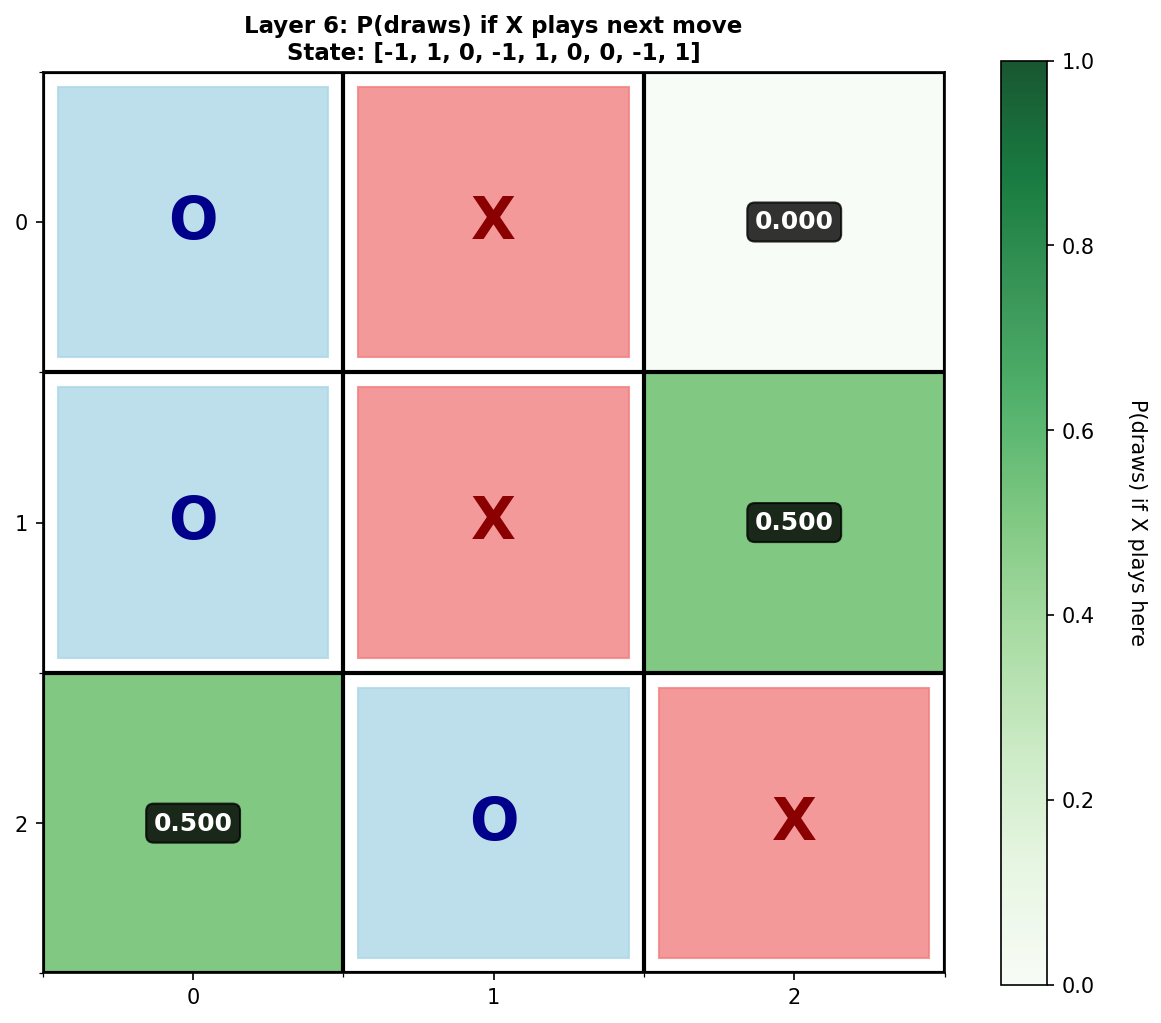 Layer 6: P(draws) if X plays next move
State: [-1, 1, 0, -1, 1, 0, 0, -1, 1]
O X 0.000
O X 0.500
0.500 O X
0
1
2
0 1 2
1.0
0.8
0.6
0.4
0.2
0.0
P(draws) if X plays here